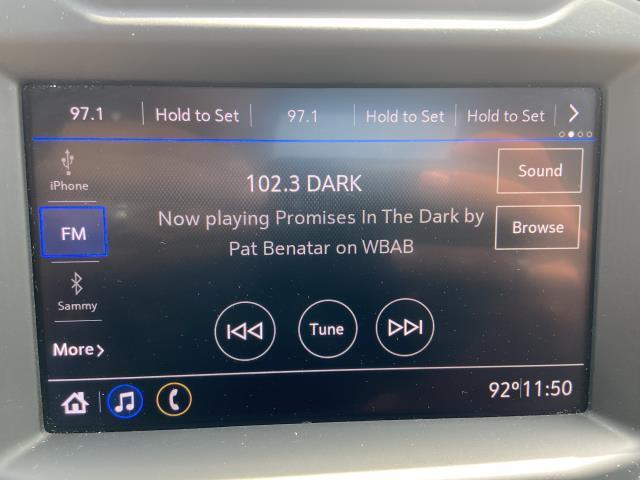 97.1 Hold to Set 97.1 Hold to Set Hold to Set
iPhone
Sound
102.3 DARK
FM
Now playing Promises In The Dark by
Pat Benatar on WBAB
Browse
Sammy
Tune
More
92° 11:50